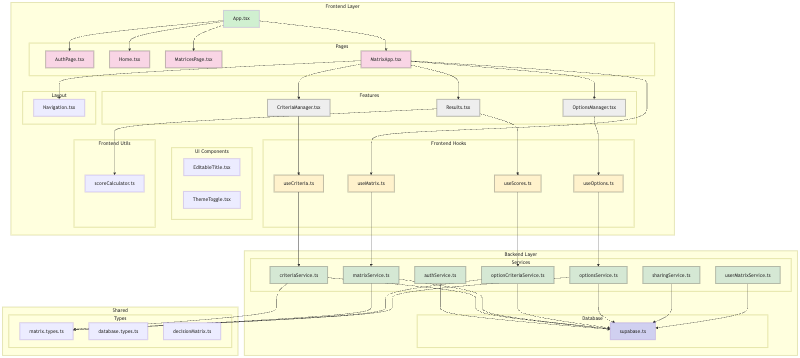 Frontend Layer
App.tsx
Pages
AuthPage.tsx
Home.tsx
MatricesPage.tsx
MatrixApp.tsx
Layout
Navigation.tsx
Features
CriteriaManager.tsx
Results.tsx
OptionsManager.tsx
Frontend Utils
scoreCalculator.ts
UI Components
EditableTitle.tsx
ThemeToggle.tsx
Frontend Hooks
useCriteria.ts
useMatrix.ts
useScores.ts
useOptions.ts
Backend Layer
Services
criteriaService.ts
matrixService.ts
authService.ts
optionCriteriaService.ts
optionsService.ts
sharingService.ts
userMatrixService.ts
Shared
Types
matrix.types.ts
database.types.ts
decisionMatrix.ts
Database
supabase.ts